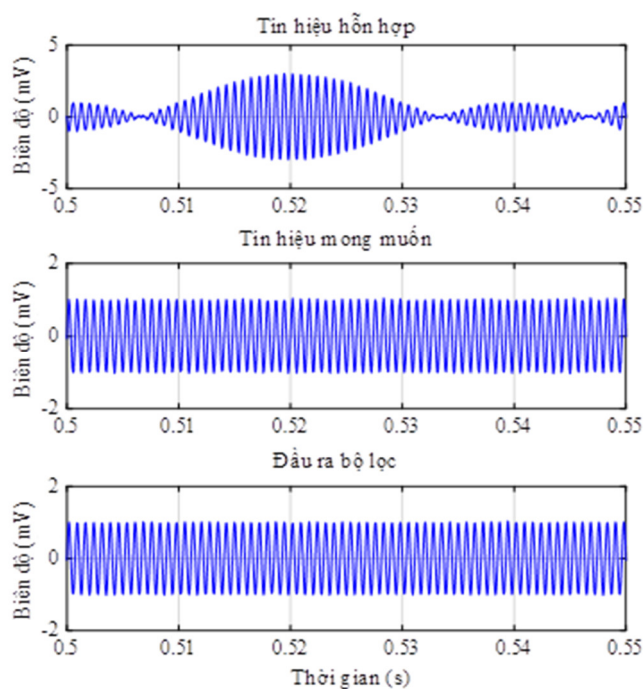 Tín hiệu hỗn hợp
5
0
-5
Biên độ (mV)
0.5 0.51 0.52 0.53 0.54 0.55
Tín hiệu mong muốn
2
0
-2
Biên độ (mV)
0.5 0.51 0.52 0.53 0.54 0.55
Đầu ra bộ lọc
2
0
-2
Biên độ (mV)
0.5 0.51 0.52 0.53 0.54 0.55
Thời gian (s)